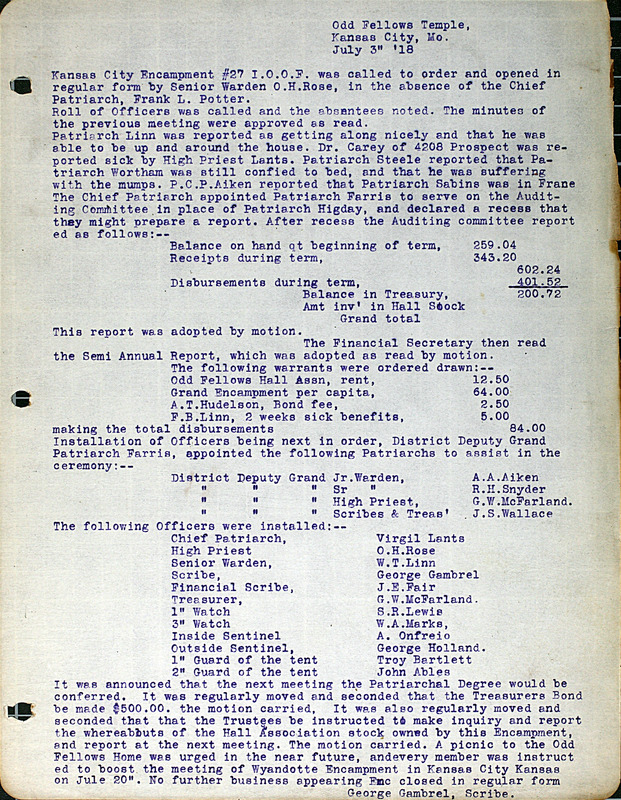 Odd Fellows Temple,
Kansas City, Mo.
July 3" '18
Kansas City Encampment #27 I.O.O.F. was called to order and opened in
regular form by Senior Warden O.H.Rose, in the absence of the Chief
Patriarch, Frank L. Potter.
Roll of Officers was called and the absentees noted. The minutes of
the previous meeting were approved as read.
Patriarch Linn was reported as getting along nicely and that he was
able to be up and around the house. Dr. Carey of 4208 Prospect was re-
ported sick by High Priest Lants. Patriarch Steele reported that Pa-
triarch Wortham was still confied to bed, and that he was suffering
with the mumps. P.C.P.Aiken reported that Patriarch Sabins was in Frane
The Chief Patriarch appointed Patriarch Farris to serve on the Audit-
ing Committee in place of Patriarch Higday, and declared a recess that
they might prepare a report. After recess the Auditing committee report
ed as follows:--
Balance on hand qt beginning of term, 259.04
Receipts during term, 343.20
602.24
Disbursements during term, 401.52
Balance in Treasury, 200.72
Amt inv' in Hall Stock
Grand total
This report was adopted by motion.
The Financial Secretary then read
the Semi Annual Report, which was adopted as read by motion.
The following warrants were ordered drawn:--
Odd Fellows Hall Assn, rent, 12.50
Grand Encampment per capita, 64.00
A.T.Hudelson, Bond fee, 2.50
F.B.Linn, 2 weeks sick benefits, 5.00
making the total disbursements 84.00
Installation of Officers being next in order, District Deputy Grand
Patriarch Farris, appointed the following Patriarchs to assist in the
ceremony:--
District Deputy Grand Jr.Warden, A.A.Aiken
" " " Sr " R.H.Snyder
" " " High Priest, G.W.McFarland.
" " " Scribes & Treas' J.S.Wallace
The following Officers were installed:--
Chief Patriarch, Virgil Lants
High Priest O.H.Rose
Senior Warden, W.T.Linn
Scribe, George Gambrel
Financial Scribe, J.E.Fair
Treasurer, G.W.McFarland.
1" Watch S.R.Lewis
3" Watch W.A.Marks,
Inside Sentinel A. Onfreio
Outside Sentinel, George Holland.
1" Guard of the tent Troy Bartlett
2" Guard of the tent John Ables
It was announced that the next meeting the Patriarchal Degree would be
conferred. It was regularly moved and seconded that the Treasurers Bond
be made $500.00. the motion carried, It was also regularly moved and
seconded that that the Trustees be instructed to make inquiry and report
the whereabbuts of the Hall Association stock owned by this Encampment,
and report at the next meeting. The motion carried. A picnic to the Odd
Fellows Home was urged in the near future, andevery member was instruct
ed to boost the meeting of Wyandotte Encampment in Kansas City Kansas
on Jule 20". No further business appearing Emc closed in regular form
George Gambrel, Scribe.